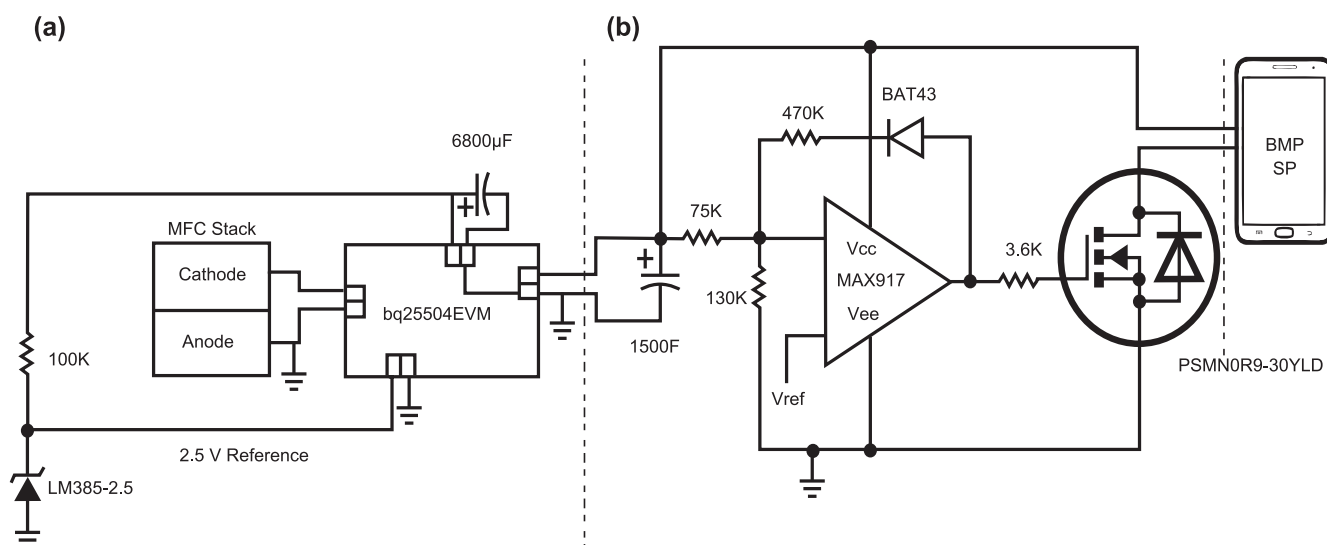 (a)
(b)
6800µF
MFC Stack
Cathode
Anode
bq25504EVM
100K
2.5 V Reference
LM385-2.5
+
+
1500F
75K
130K
470K
BAT43
Vcc
MAX917
Vee
Vref
3.6K
PSMN0R9-30YLD
BMP
SP